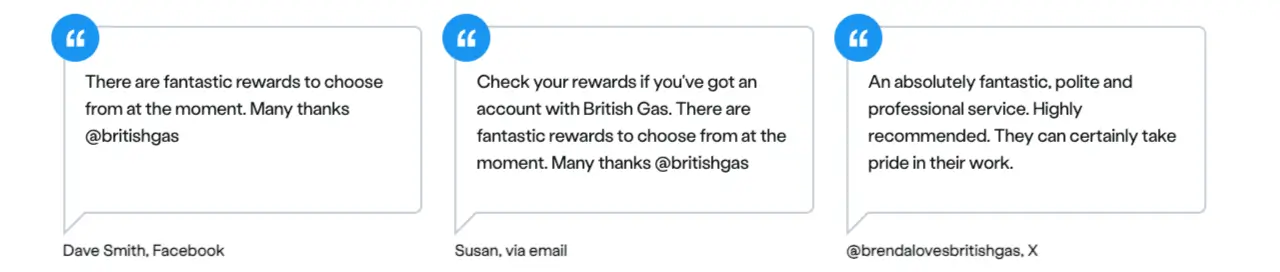 There are fantastic rewards to choose
from at the moment. Many thanks
@britishgas
Dave Smith, Facebook
Check your rewards if you've got an
account with British Gas. There are
fantastic rewards to choose from at the
moment. Many thanks @britishgas
Susan, via email
An absolutely fantastic, polite and
professional service. Highly
recommended. They can certainly take
pride in their work.
@brendalovesbritishgas, X